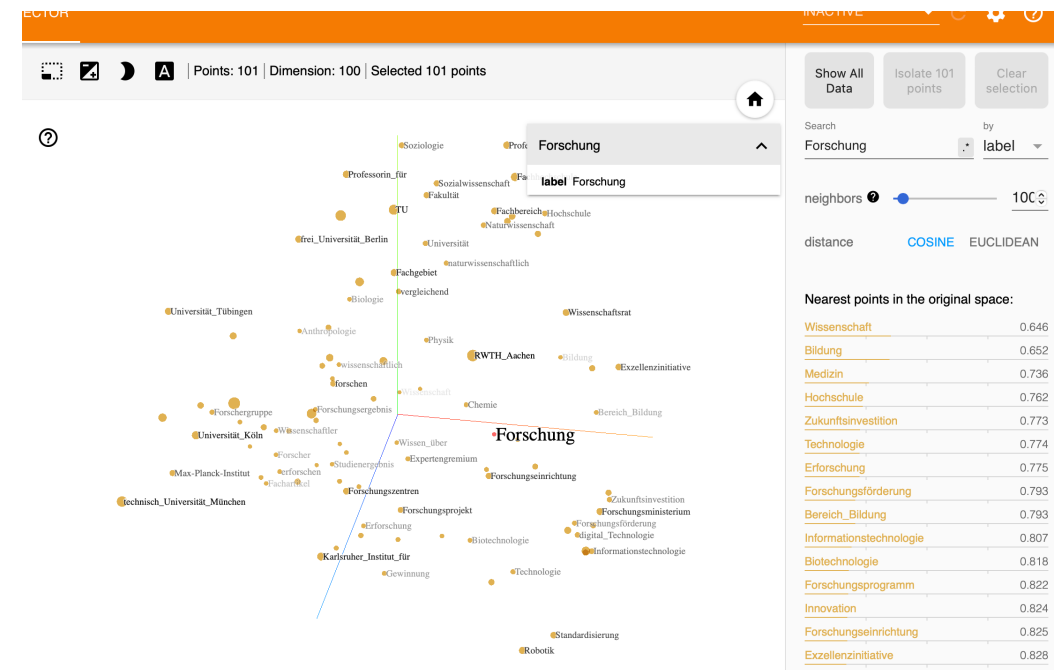 INACTIVE
Points: 101 | Dimension: 100 | Selected 101 points
Show All Data
Isolate 101 points
Clear selection
Search
by
Forschung
.*
label
neighbors
distance
COSINE
EUCLIDEAN
Nearest points in the original space:
Wissenschaft 0.646
Bildung 0.652
Medizin 0.736
Hochschule 0.762
Zukunftsinvestition 0.773
Technologie 0.774
Erforschung 0.775
Forschungsförderung 0.793
Bereich_Bildung 0.793
Informationstechnologie 0.807
Biotechnologie 0.818
Forschungsprogramm 0.822
Innovation 0.824
Forschungseinrichtung 0.825
Exzellenzinitiative 0.828
Forschung
label Forschung
Soziologie
Professorin_für
Sozialwissenschaft
Fakultät
TU
Fachbereich
Hochschule
Naturwissenschaft
frei_Universität_Berlin
Universität
naturwissenschaftlich
Fachgebiet
vergleichend
Biologie
Universität_Tübingen
Wissenschaftsrat
Anthropologie
Physik
RWTH_Aachen
Bildung
wissenschaftlich
Exzellenzinitiative
forschen
Wissenschaft
Chemie
Forschergruppe
Forschungsergebnis
Bereich_Bildung
Universität_Köln
Wissenschaftler
Forschung
Wissen_über
Forscher
Expertengremium
Studienergebnis
Max-Planck-Institut
erforschen
Forschungseinrichtung
Facharfikel
Forschungszentren
technisch_Universität_München
Zukunftsinvestition
Forschungsprojekt
Forschungsministerium
Erforschung
Forschungsförderung
digital_Technologie
Biotechnologie
Informationstechnologie
Karlsruher_Institut_für
Gewinnung
Technologie
Standardisierung
Robotik